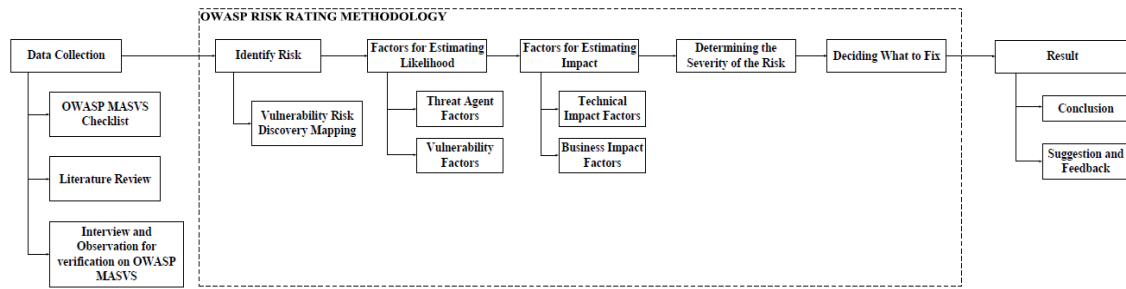 OWASP RISK RATING METHODOLOGY
Data Collection
Identify Risk
Factors for Estimating
Likelihood
Factors for Estimating
Impact
Determining the
Severity of the Risk
Deciding What to Fix
Result
OWASP MASVS
Checklist
Literature Review
Interview and
Observation for
verification on OWASP
MASVS
Vulnerability Risk
Discovery Mapping
Threat Agent
Factors
Vulnerability
Factors
Technical
Impact Factors
Business Impact
Factors
Conclusion
Suggestion and
Feedback